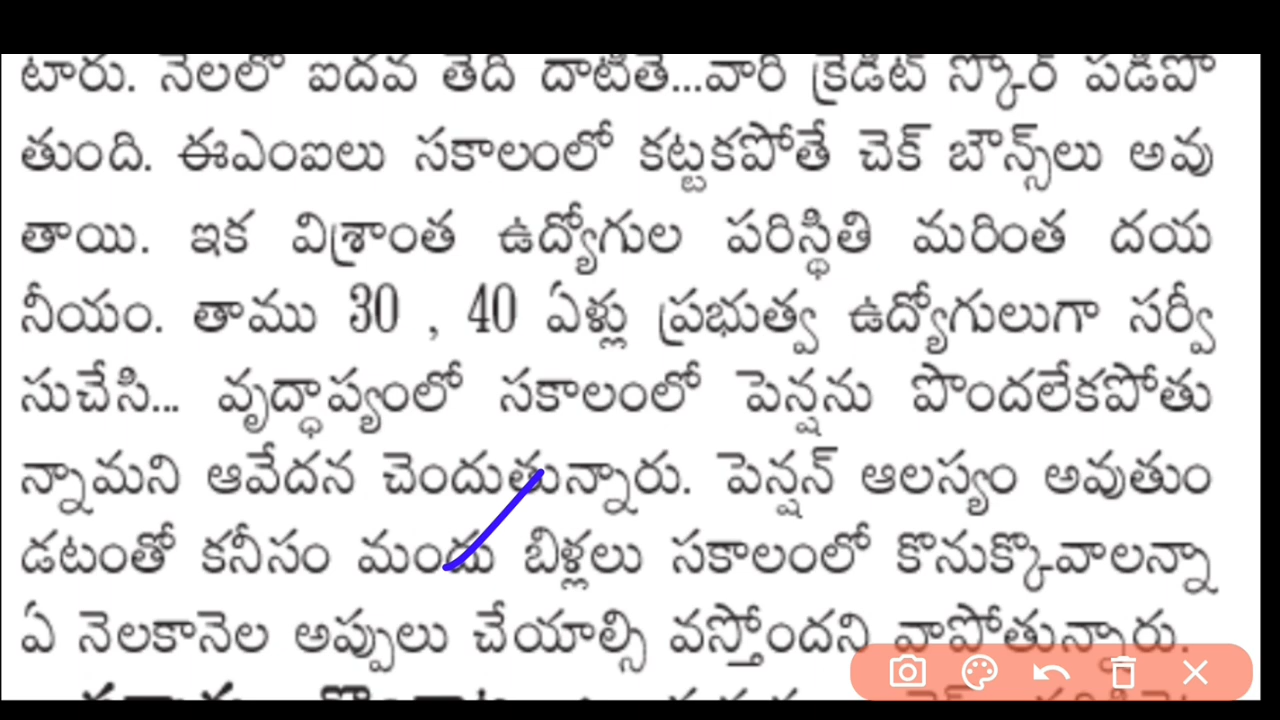 టారు. నెలలో ఐదవ తేదీ దాటితే...వారి క్రెడిట్ స్కోర్ పడిపో
తుంది. ఈఎంఐలు సకాలంలో కట్టకపోతే చెక్ బౌన్స్‌లు అవు
తాయి. ఇక విశ్రాంత ఉద్యోగుల పరిస్థితి మరింత దయ
నీయం. తాము 30 , 40 ఏళ్లు ప్రభుత్వ ఉద్యోగులుగా సర్వీ
సుచేసి... వృద్ధాప్యంలో సకాలంలో పెన్షను పొందలేకపోతు
న్నామని ఆవేదన చెందుతున్నారు. పెన్షన్ ఆలస్యం అవుతుం
డటంతో కనీసం మందు బిళ్లలు సకాలంలో కొనుక్కోవాలన్నా
ఏ నెలకానెల అప్పులు చేయాల్సి వస్తోందని వాపోతున్నారు.